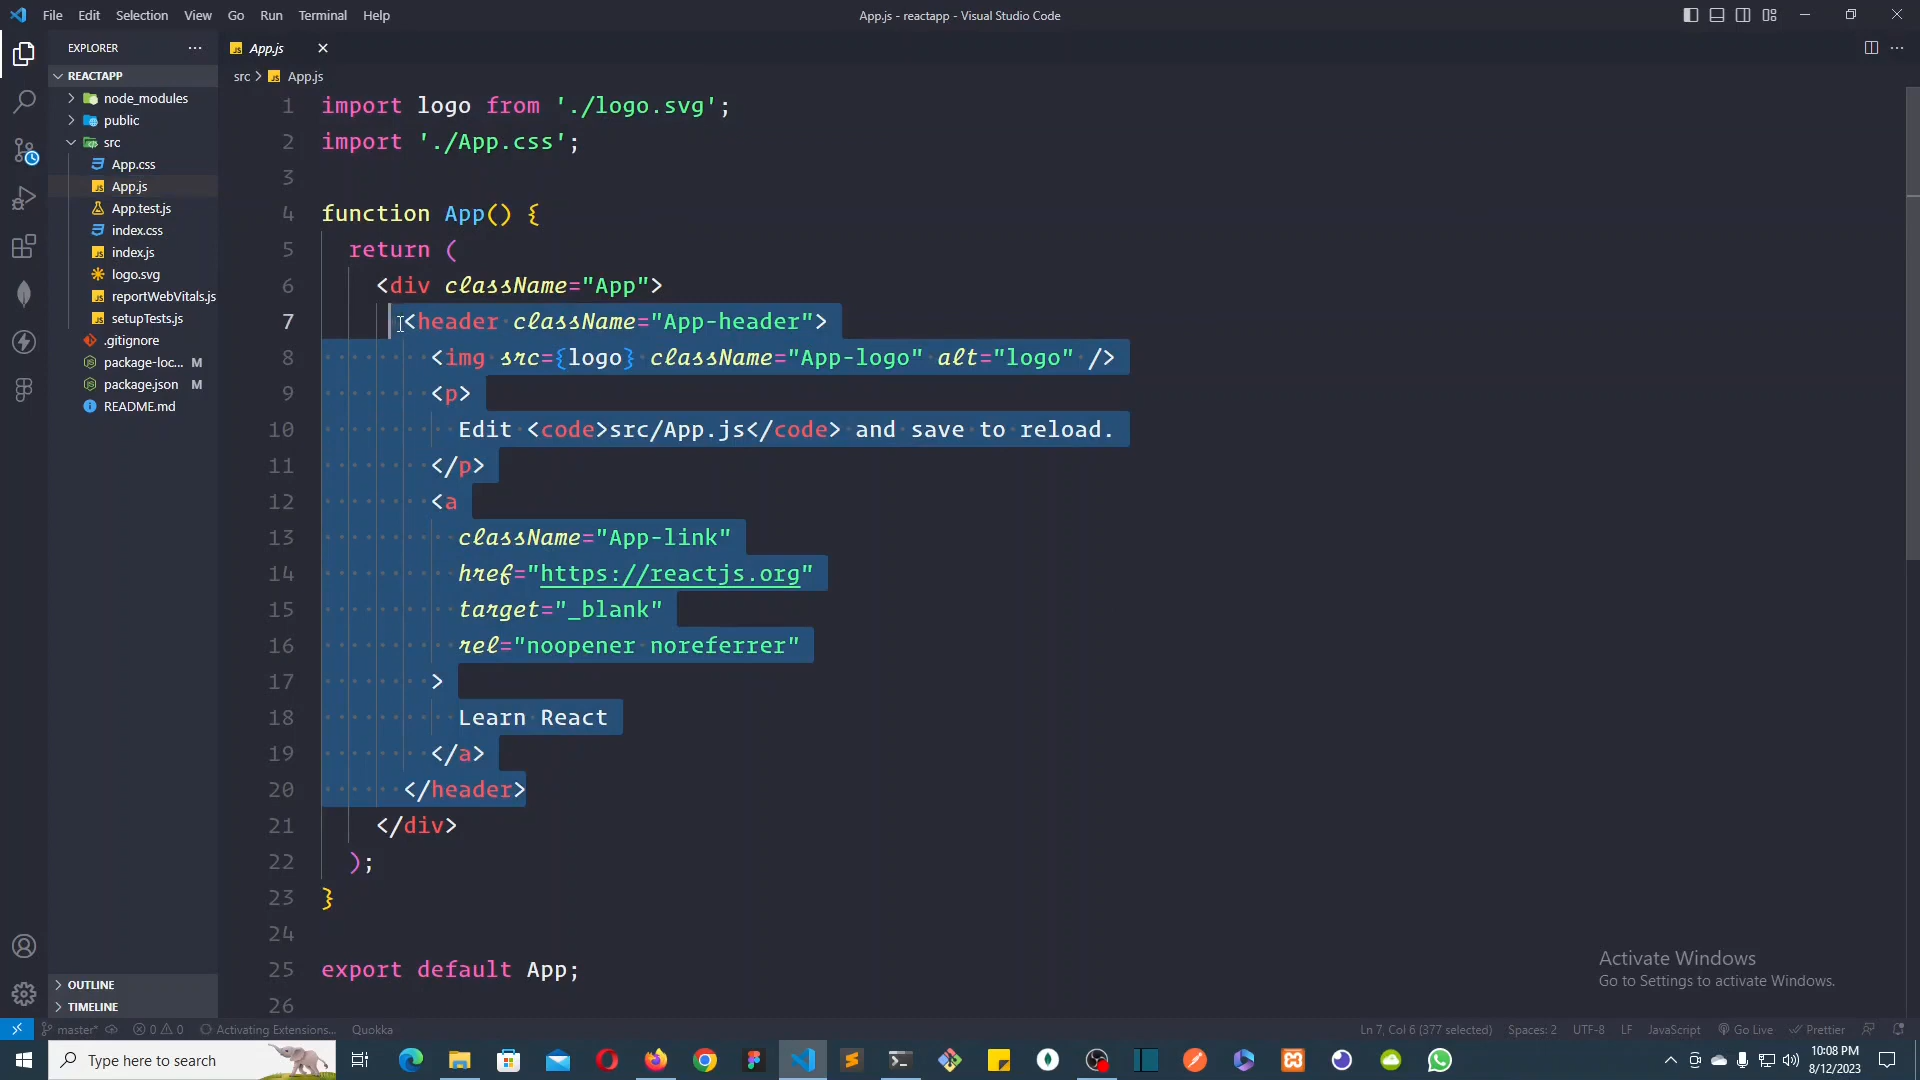 File Edit Selection View Go Run Terminal Help
App.js - reactapp - Visual Studio Code
EXPLORER
REACTAPP
node_modules
public
src
App.css
App.js
App.test.js
index.css
index.js
logo.svg
reportWebVitals.js
setupTests.js
.gitignore
package-loc... M
package.json M
README.md
OUTLINE
TIMELINE
App.js
src > App.js
1 import logo from './logo.svg';
2 import './App.css';
3
4 function App() {
5 return (
6 <div className="App">
7 <header className="App-header">
8 <img src={logo} className="App-logo" alt="logo" />
9 <p>
10 Edit <code>src/App.js</code> and save to reload.
11 </p>
12 <a
13 className="App-link"
14 href="https://reactjs.org"
15 target="_blank"
16 rel="noopener noreferrer"
17 >
18 Learn React
19 </a>
20 </header>
21 </div>
22 );
23 }
24
25 export default App;
26
Activate Windows
Go to Settings to activate Windows.
master* 0 0 Activating Extensions... Quokka
Ln 7, Col 6 (377 selected) Spaces: 2 UTF-8 LF JavaScript Go Live Prettier
Type here to search
10:08 PM
8/12/2023